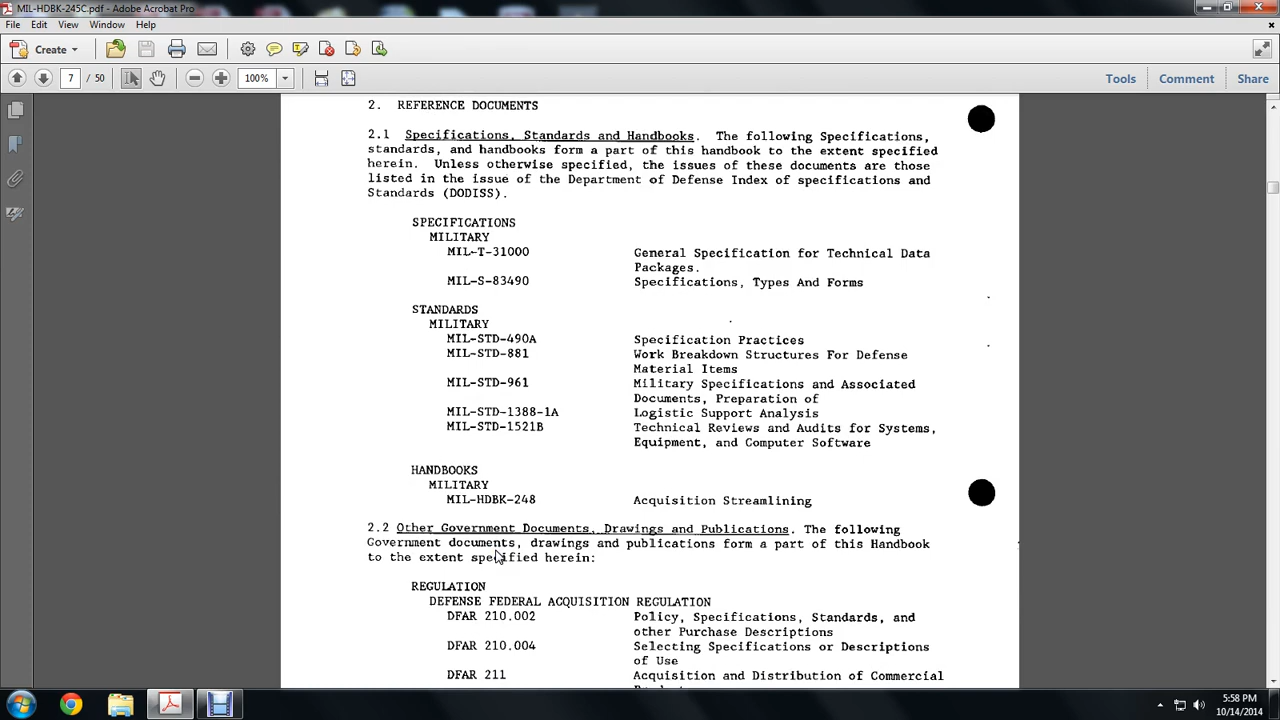 MIL-HDBK-245C.pdf - Adobe Acrobat Pro
File Edit View Window Help
Create
7 / 50 100% Tools Comment Share
2. REFERENCE DOCUMENTS
2.1 Specifications, Standards and Handbooks. The following Specifications,
standards, and handbooks form a part of this handbook to the extent specified
herein. Unless otherwise specified, the issues of these documents are those
listed in the issue of the Department of Defense Index of specifications and
Standards (DODISS).
SPECIFICATIONS
MILITARY
MIL-T-31000 General Specification for Technical Data
Packages.
MIL-S-83490 Specifications, Types And Forms
STANDARDS
MILITARY
MIL-STD-490A Specification Practices
MIL-STD-881 Work Breakdown Structures For Defense
Material Items
MIL-STD-961 Military Specifications and Associated
Documents, Preparation of
MIL-STD-1388-1A Logistic Support Analysis
MIL-STD-1521B Technical Reviews and Audits for Systems,
Equipment, and Computer Software
HANDBOOKS
MILITARY
MIL-HDBK-248 Acquisition Streamlining
2.2 Other Government Documents, Drawings and Publications. The following
Government documents, drawings and publications form a part of this Handbook
to the extent specified herein:
REGULATION
DEFENSE FEDERAL ACQUISITION REGULATION
DFAR 210.002 Policy, Specifications, Standards, and
other Purchase Descriptions
DFAR 210.004 Selecting Specifications or Descriptions
of Use
DFAR 211 Acquisition and Distribution of Commercial
5:58 PM
10/14/2014